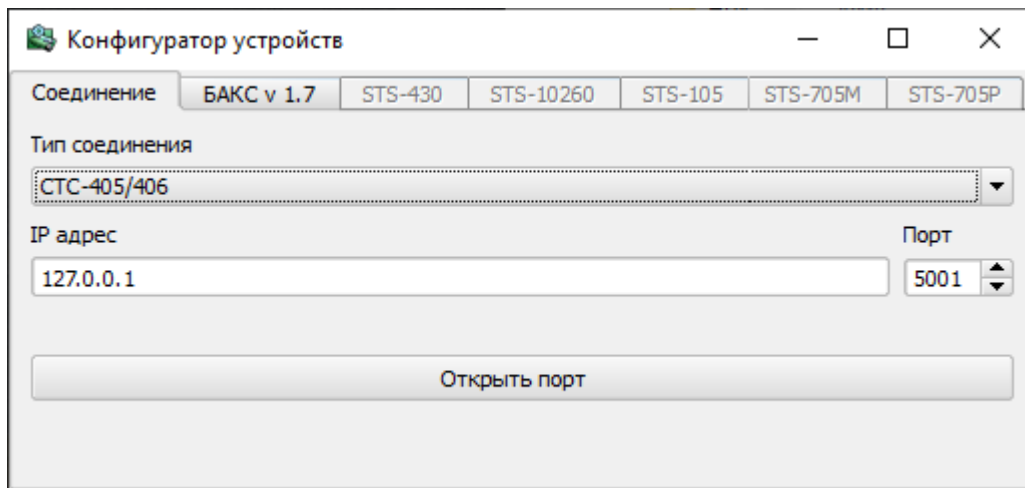 Конфигуратор устройств
Соединение БАКС v 1.7 STS-430 STS-10260 STS-105 STS-705M STS-705P
Тип соединения
СТС-405/406
IP адрес Порт
127.0.0.1 5001
Открыть порт